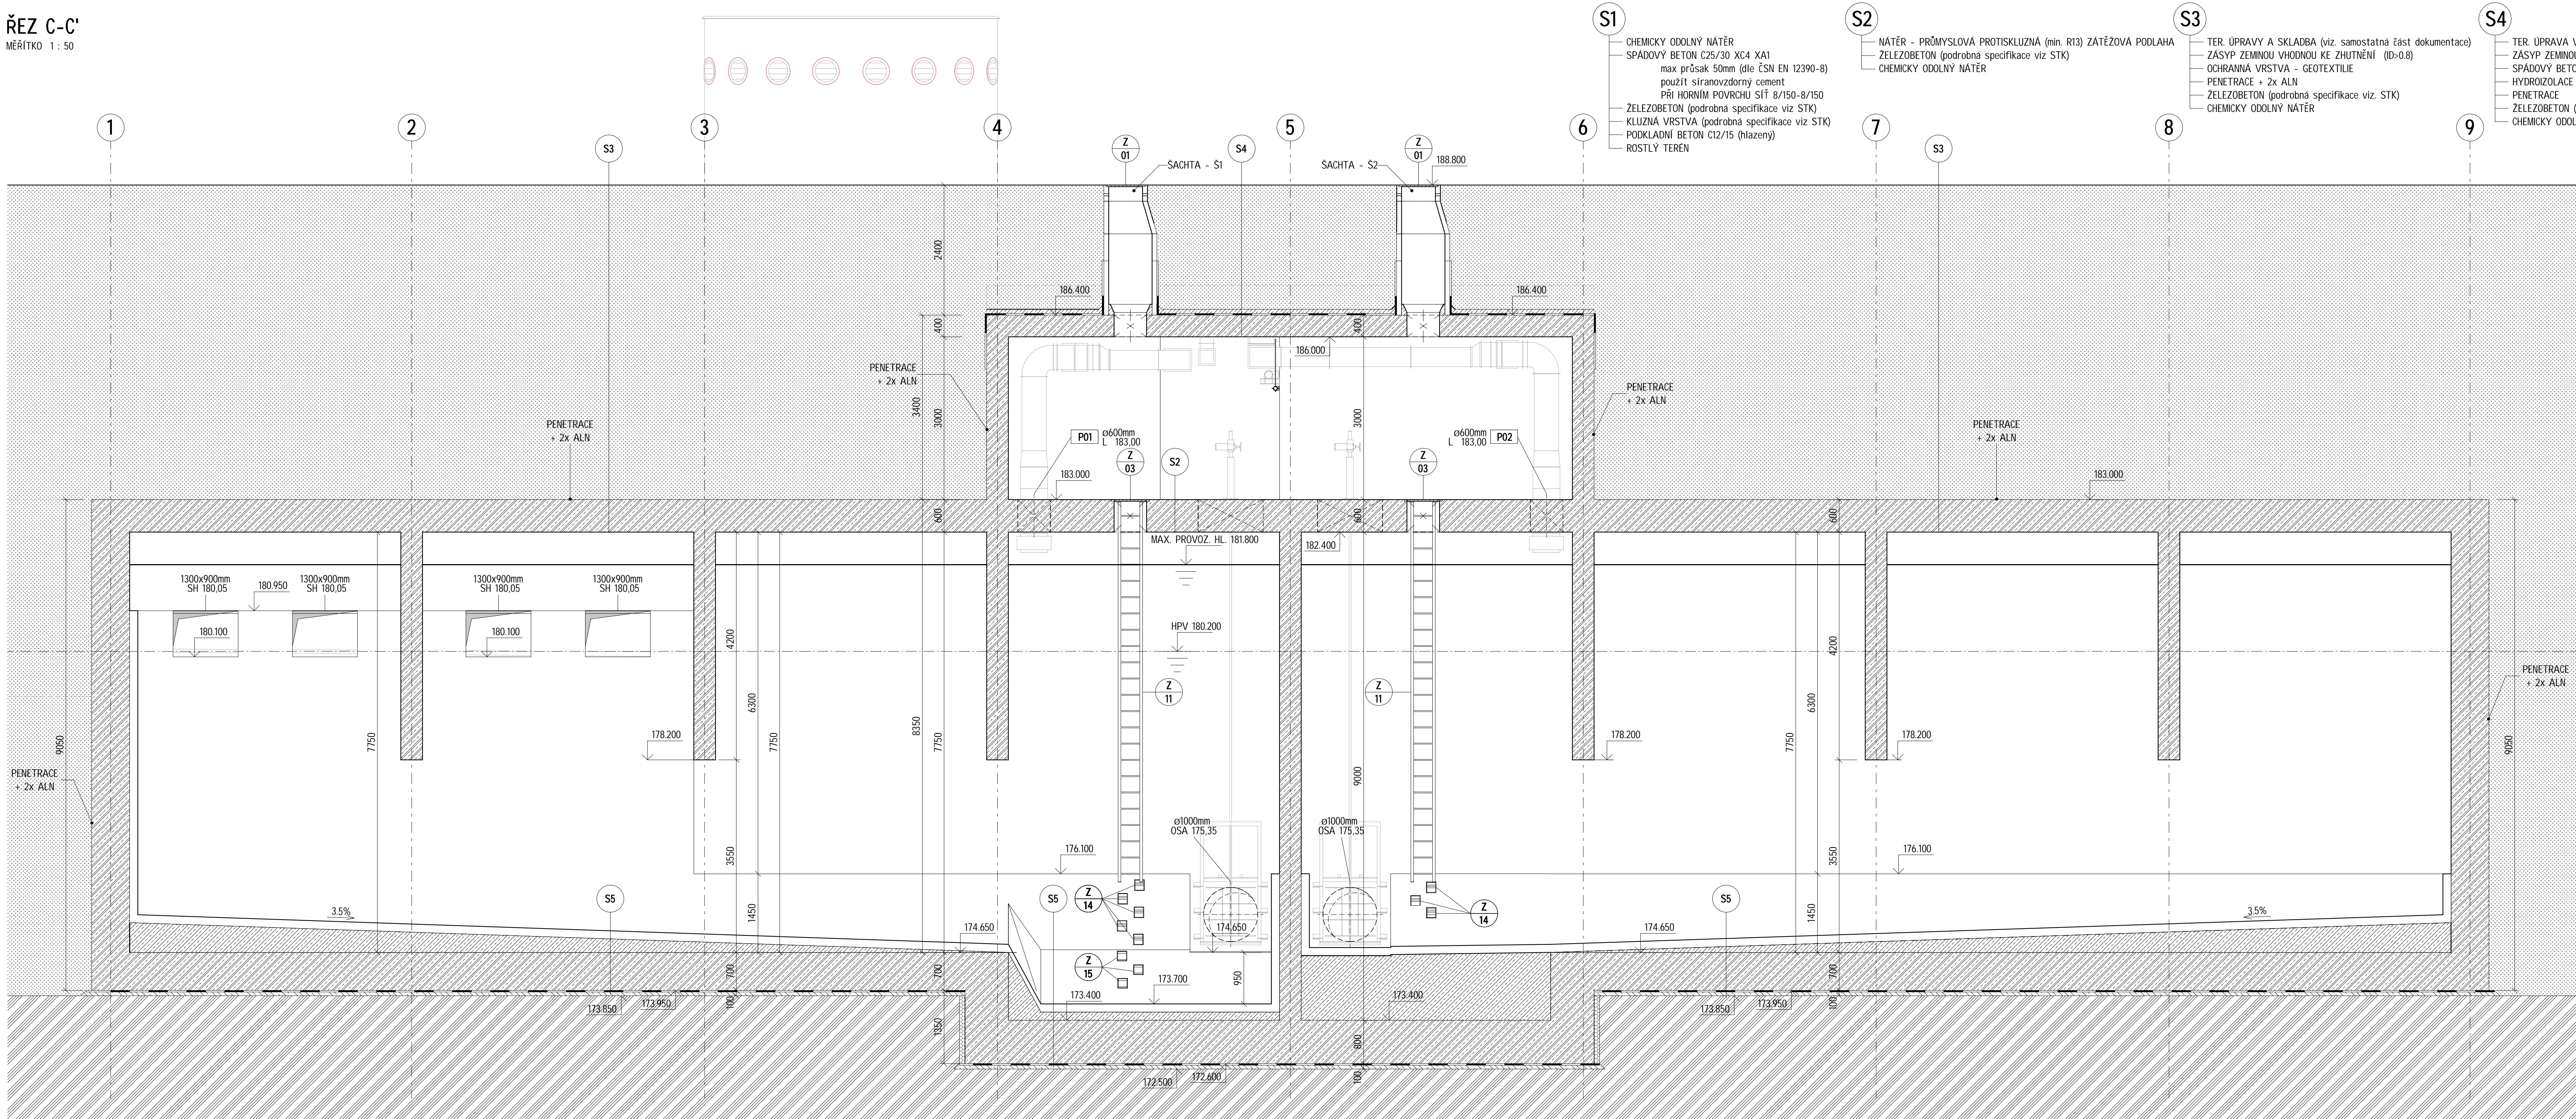 ŘEZ C-C'
MĚŘÍTKO 1 : 50
S1
CHEMICKY ODOLNÝ NÁTĚR
SPÁDOVÝ BETON C25/30 XC4 XA1
max průsak 50mm (dle ČSN EN 12390-8)
použít síranovzdorný cement
PŘI HORNÍM POVRCHU SÍŤ 8/150-8/150
ŽELEZOBETON (podrobná specifikace viz STK)
KLUZNÁ VRSTVA (podrobná specifikace viz STK)
PODKLADNÍ BETON C12/15 (hlazený)
ROSTLÝ TERÉN
S2
NÁTĚR - PRŮMYSLOVÁ PROTISKLUZNÁ (min. R13) ZÁTĚŽOVÁ PODLAHA
ŽELEZOBETON (podrobná specifikace viz STK)
CHEMICKY ODOLNÝ NÁTĚR
S3
TER. ÚPRAVY A SKLADBA (viz. samostatná část dokumentace)
ZÁSYP ZEMINOU VHODNOU KE ZHUTNĚNÍ (ID>0.8)
OCHRANNÁ VRSTVA - GEOTEXTILIE
PENETRACE + 2x ALN
ŽELEZOBETON (podrobná specifikace viz. STK)
CHEMICKY ODOLNÝ NÁTĚR
S4
TER. ÚPRAVA
ZÁSYP
SPÁDOVÝ
HYDROIZOLACE
PENETRACE
ŽELEZOBETON
CHEMICKY
1
2
3
4
5
6
7
8
9
S3
Z
01
ŠACHTA - Š1
S4
ŠACHTA - Š2
Z
01
188.800
S3
2400
186.400
186.400
400
400
186.000
PENETRACE
+ 2x ALN
PENETRACE
+ 2x ALN
3400
3000
3000
PENETRACE
+ 2x ALN
PENETRACE
+ 2x ALN
P01
ø600mm
L 183,00
ø600mm
L 183,00
P02
Z
03
S2
Z
03
183.000
183.000
600
600
600
MAX. PROVOZ. HL. 181.800
182.400
1300x900mm
SH 180,05
1300x900mm
SH 180,05
1300x900mm
SH 180,05
1300x900mm
SH 180,05
180.950
180.100
180.100
HPV 180.200
4200
4200
PENETRACE
+ 2x ALN
Z
11
Z
11
6300
6300
9050
7750
7750
8350
7750
7750
9050
178.200
178.200
178.200
PENETRACE
+ 2x ALN
9000
ø1000mm
OSA 175,35
ø1000mm
OSA 175,35
3550
3550
176.100
176.100
S5
Z
14
S5
Z
14
S5
3.5%
1450
1450
3.5%
174.650
174.650
174.650
Z
15
700
700
700
173.700
950
173.400
173.400
173.850
173.950
100
173.850
173.950
100
1350
800
172.500
172.600
100